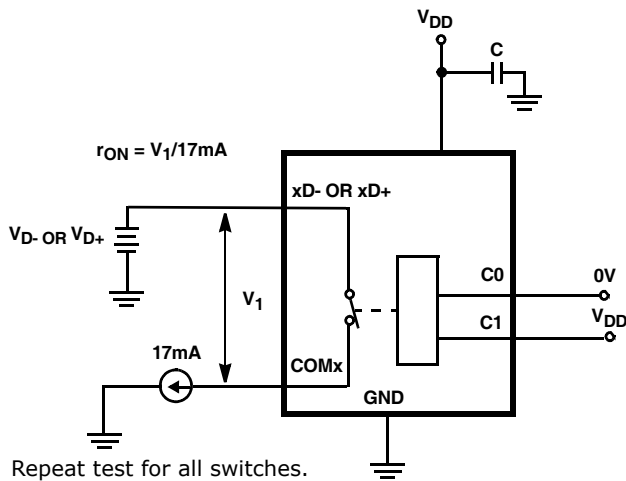 VDD
C
rON = V1/17mA
xD- OR xD+
VD- OR VD+
V1
C0
0V
C1
VDD
17mA
COMx
GND
Repeat test for all switches.